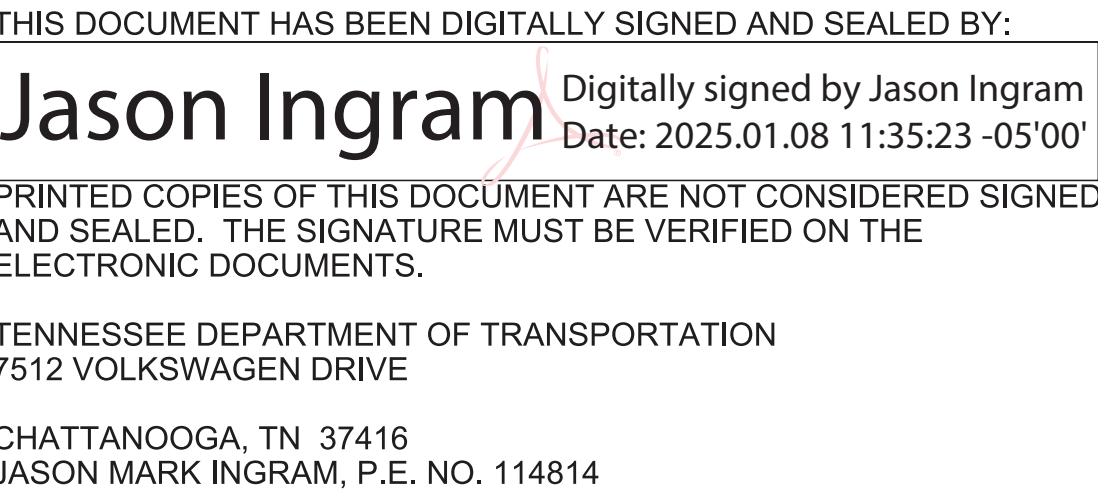 THIS DOCUMENT HAS BEEN DIGITALLY SIGNED AND SEALED BY:
Jason Ingram
Digitally signed by Jason Ingram
Date: 2025.01.08 11:35:23 -05'00'
PRINTED COPIES OF THIS DOCUMENT ARE NOT CONSIDERED SIGNED
AND SEALED. THE SIGNATURE MUST BE VERIFIED ON THE
ELECTRONIC DOCUMENTS.
TENNESSEE DEPARTMENT OF TRANSPORTATION
7512 VOLKSWAGEN DRIVE
CHATTANOOGA, TN 37416
JASON MARK INGRAM, P.E. NO. 114814